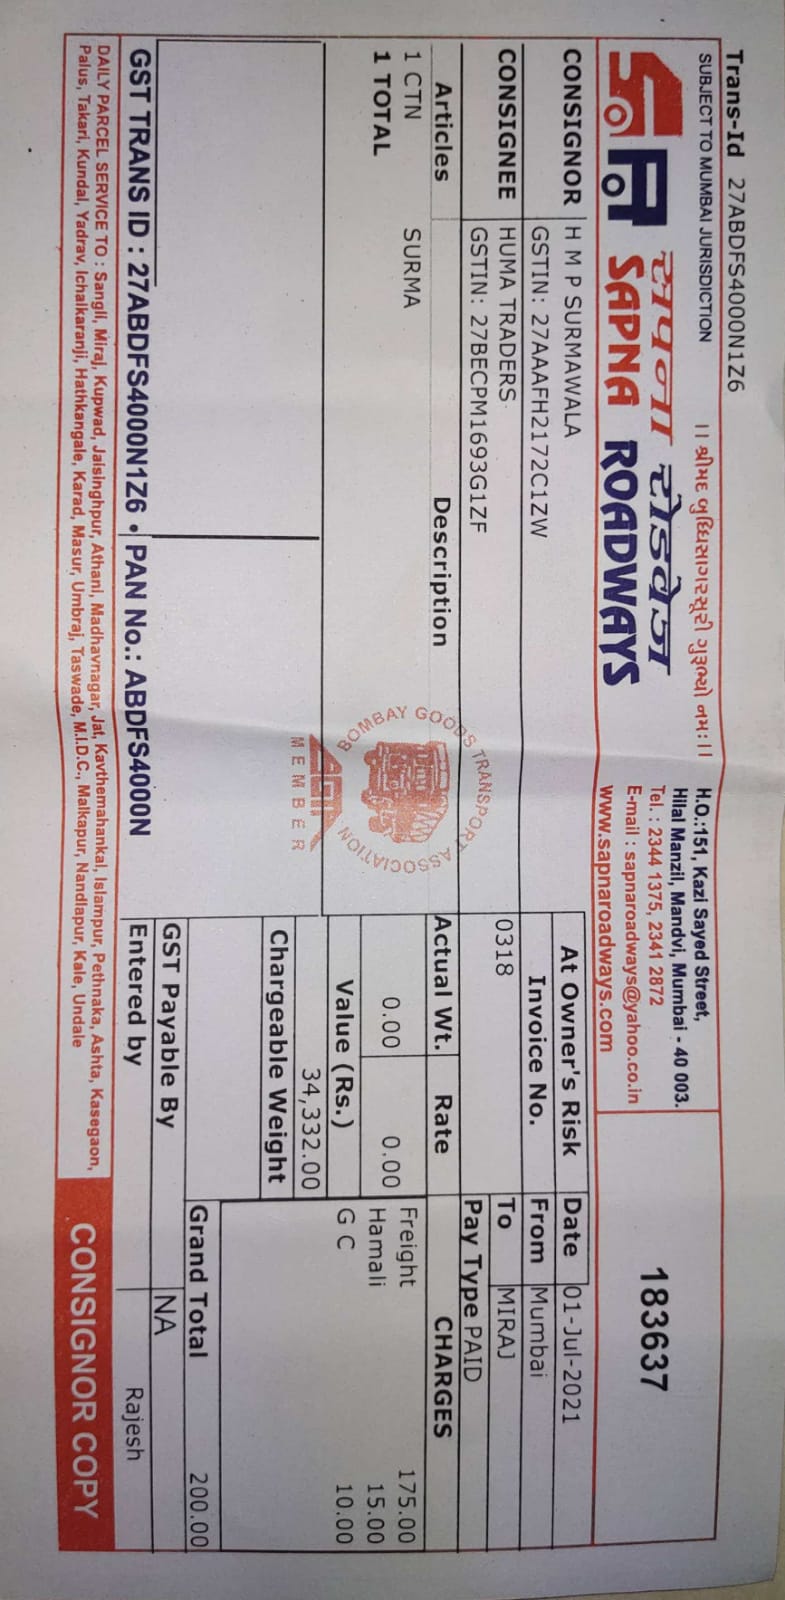 Trans-Id 27ABDFS4000N1Z6
SUBJECT TO MUMBAI JURISDICTION
।। શ્રીમદ બુદ્ધિસાગરસૂરી ગુરૂભ્યો નમઃ।।
સપના રોડવેઝ
SAPNA ROADWAYS
H.O.:151, Kazi Sayed Street,
Hilal Manzil, Mandvi, Mumbai - 40 003.
Tel. : 2344 1375, 2341 2872
E-mail : sapnaroadways@yahoo.co.in
www.sapnaroadways.com
183637
CONSIGNOR H M P SURMAWALA
GSTIN: 27AAAFH2172C1ZW
CONSIGNEE HUMA TRADERS
GSTIN: 27BECPM1693G1ZF
At Owner's Risk
Invoice No.
0318
Date 01-Jul-2021
From Mumbai
To MIRAJ
Pay Type PAID
Articles Description Actual Wt. Rate CHARGES
1 CTN SURMA
1 TOTAL
0.00 0.00
Value (Rs.)
34,332.00
Chargeable Weight
Freight 175.00
Hamali 15.00
G C 10.00
Grand Total 200.00
BOMBAY GOODS TRANSPORT ASSOCIATION
MEMBER
GST Payable By NA
Entered by Rajesh
GST TRANS ID : 27ABDFS4000N1Z6 • PAN No.: ABDFS4000N
DAILY PARCEL SERVICE TO : Sangli, Miraj, Kupwad, Jaisinghpur, Athani, Madhavnagar, Jat, Kavthemahankal, Islampur, Pethnaka, Ashta, Kasegaon,
Palus, Takari, Kundal, Yadrav, Ichalkaranji, Hathkangale, Karad, Masur, Umbraj, Taswade, M.I.D.C., Malkapur, Nandlapur, Kale, Undale
CONSIGNOR COPY